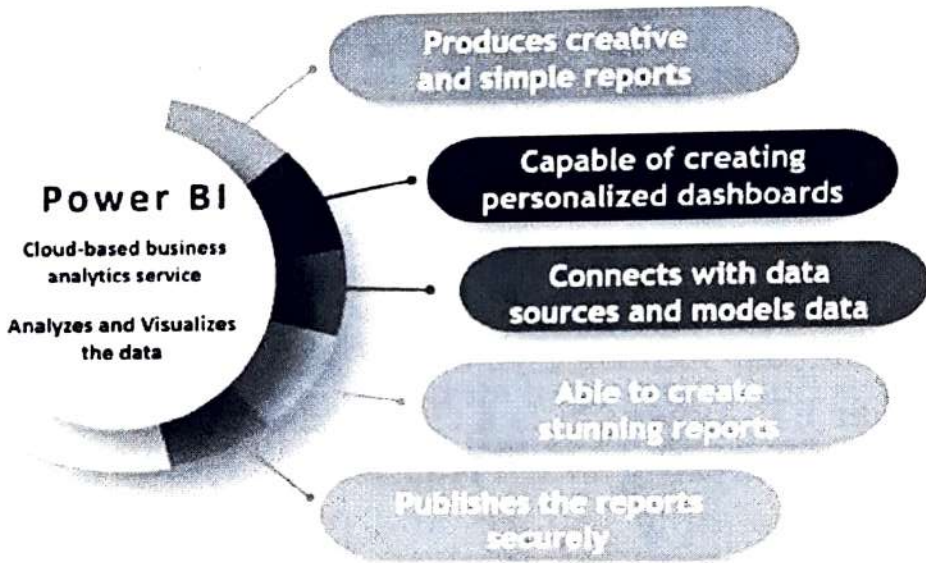 Produces creative
and simple reports
Capable of creating
personalized dashboards
Power BI
Cloud-based business
analytics service
Connects with data
sources and models data
Analyzes and Visualizes
the data
Able to create
stunning reports
Publishes the reports
securely